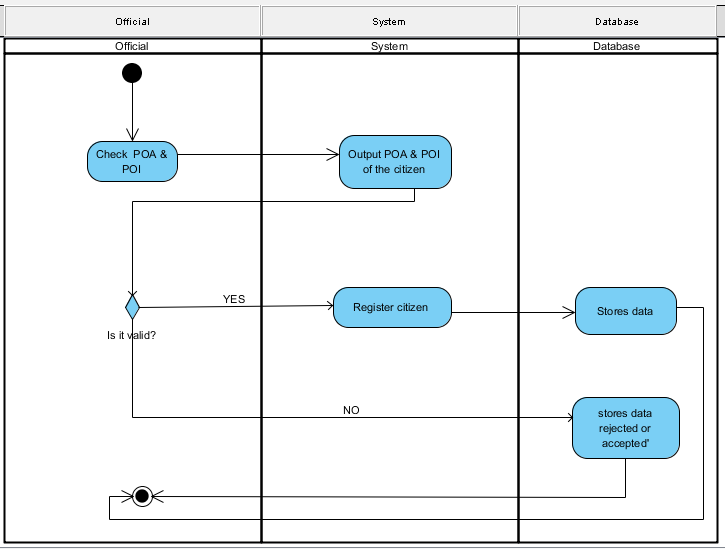 Official
System
Database
Official
System
Database
Check POA &
POI
Output POA & POI
of the citizen
YES
Register citizen
Stores data
Is it valid?
NO
stores data
rejected or
accepted'